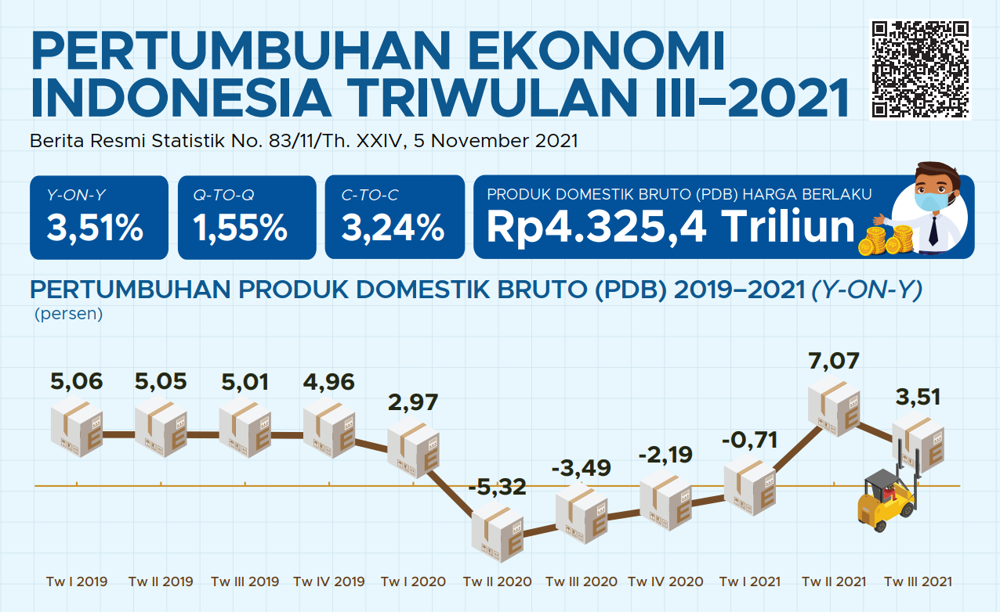 PERTUMBUHAN EKONOMI
INDONESIA TRIWULAN III–2021
Berita Resmi Statistik No. 83/11/Th. XXIV, 5 November 2021
Y-ON-Y
3,51%
Q-TO-Q
1,55%
C-TO-C
3,24%
PRODUK DOMESTIK BRUTO (PDB) HARGA BERLAKU
Rp4.325,4 Triliun
PERTUMBUHAN PRODUK DOMESTIK BRUTO (PDB) 2019–2021 (Y-ON-Y)
(persen)
5,06
5,05
5,01
4,96
2,97
-5,32
-3,49
-2,19
-0,71
7,07
3,51
Tw I 2019
Tw II 2019
Tw III 2019
Tw IV 2019
Tw I 2020
Tw II 2020
Tw III 2020
Tw IV 2020
Tw I 2021
Tw II 2021
Tw III 2021